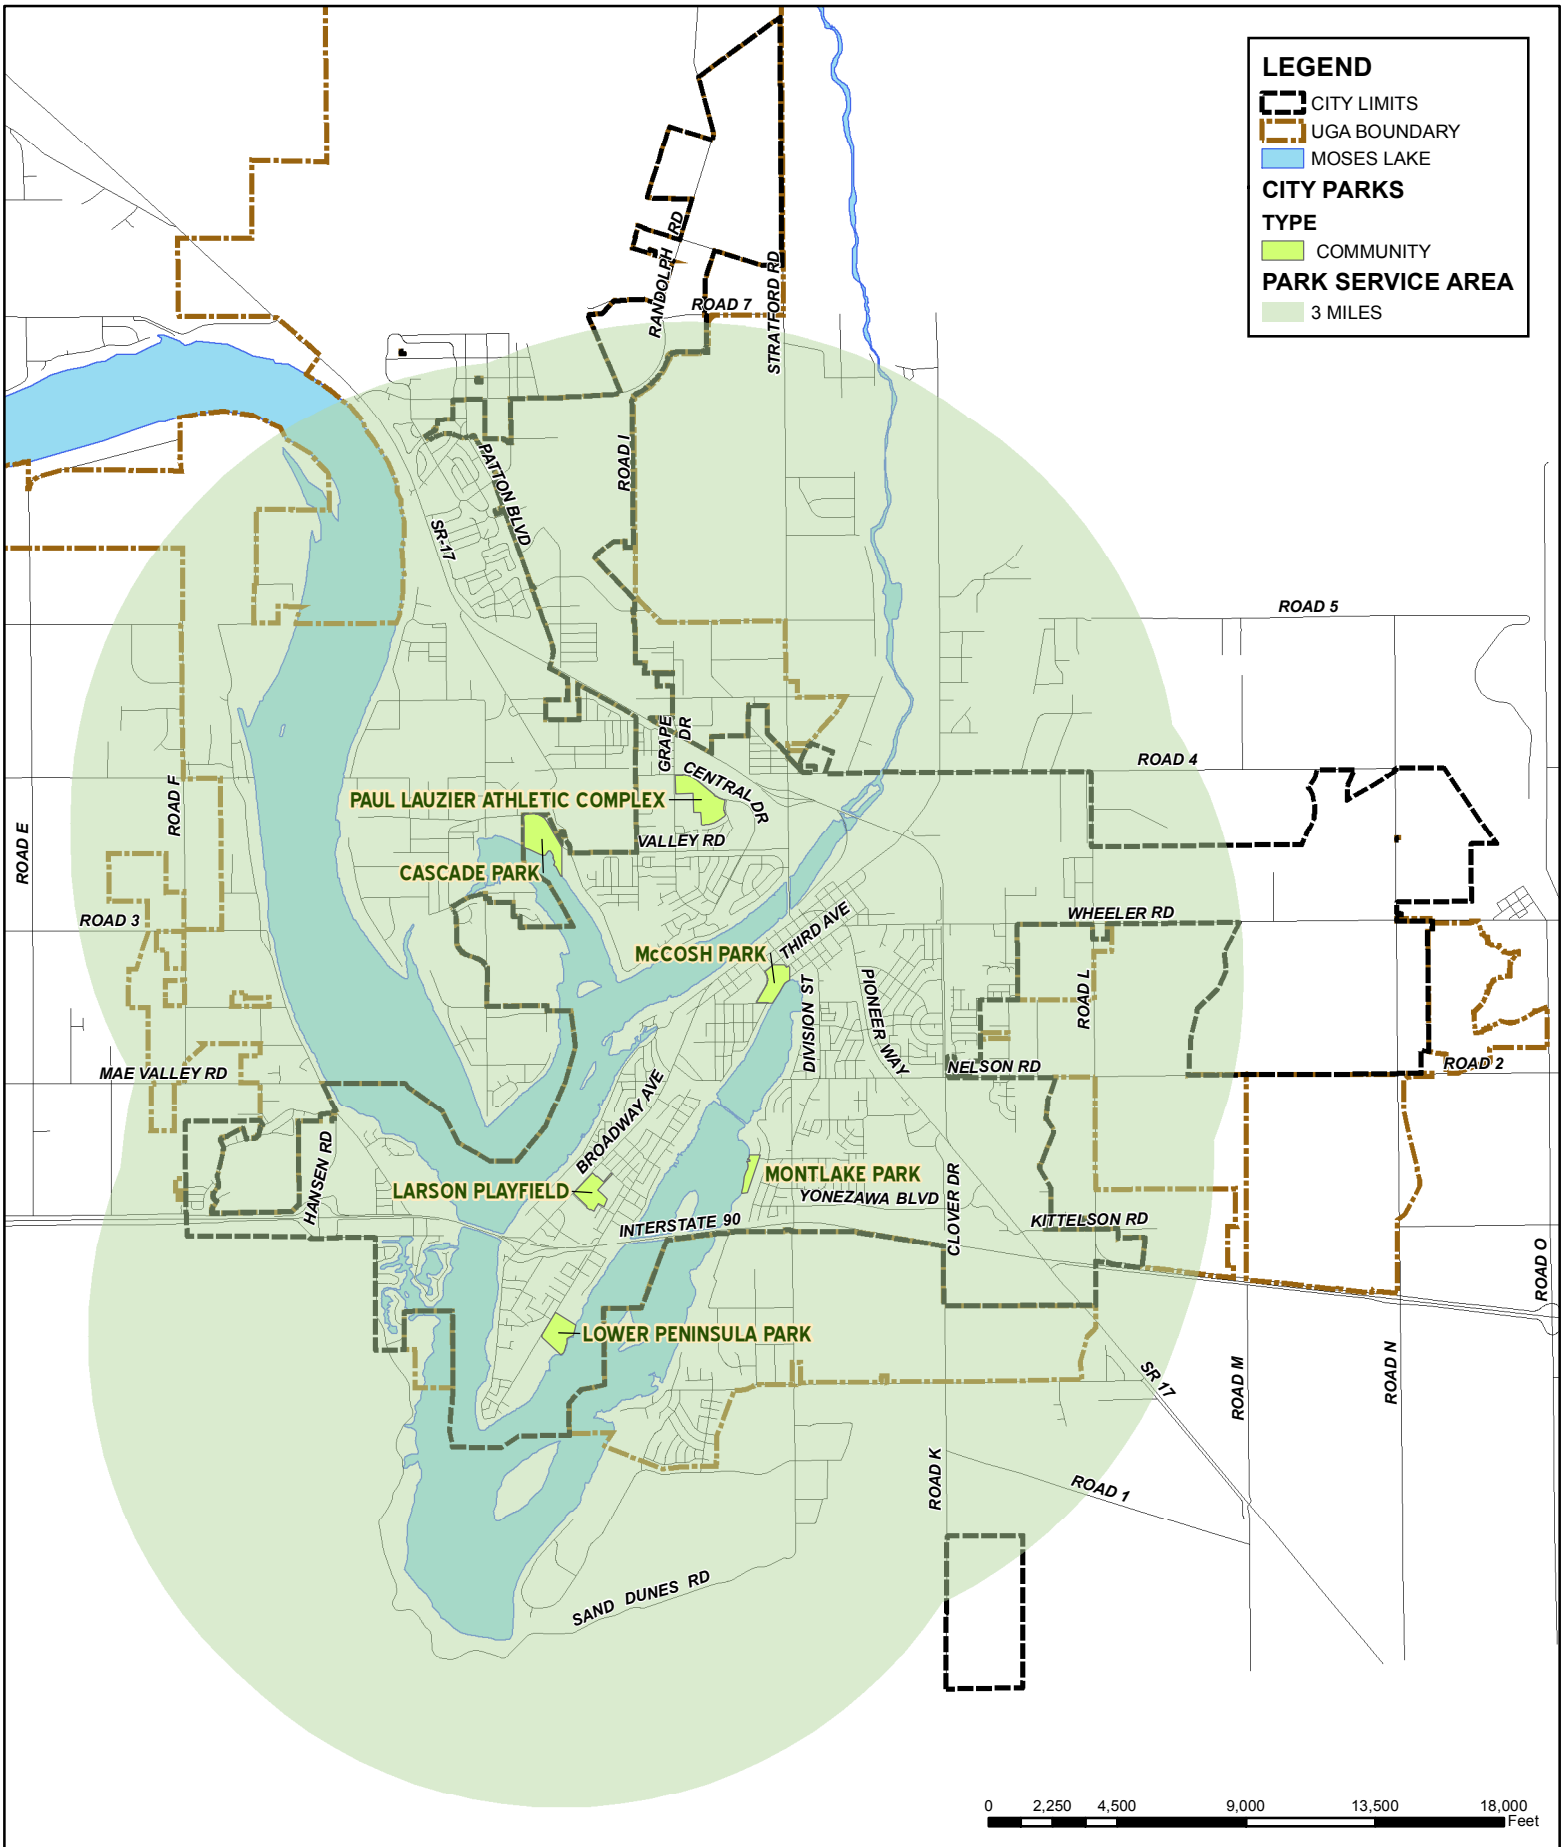 LEGEND
CITY LIMITS
UGA BOUNDARY
MOSES LAKE
CITY PARKS
TYPE
COMMUNITY
PARK SERVICE AREA
3 MILES
RANDOLPH RD
ROAD 7
STRATFORD RD
ROAD I
PATTON BLVD
SR-17
ROAD 5
GRAPE DR
ROAD 4
CENTRAL DR
PAUL LAUZIER ATHLETIC COMPLEX
ROAD F
ROAD E
VALLEY RD
CASCADE PARK
ROAD 3
WHEELER RD
THIRD AVE
McCOSH PARK
DIVISION ST
PIONEER WAY
ROAD L
MAE VALLEY RD
NELSON RD
ROAD 2
BROADWAY AVE
HANSEN RD
MONTLAKE PARK
LARSON PLAYFIELD
YONEZAWA BLVD
CLOVER DR
INTERSTATE 90
KITTELSON RD
ROAD O
LOWER PENINSULA PARK
SR 17
ROAD M
ROAD N
ROAD K
ROAD 1
SAND DUNES RD
0 2,250 4,500 9,000 13,500 18,000
Feet